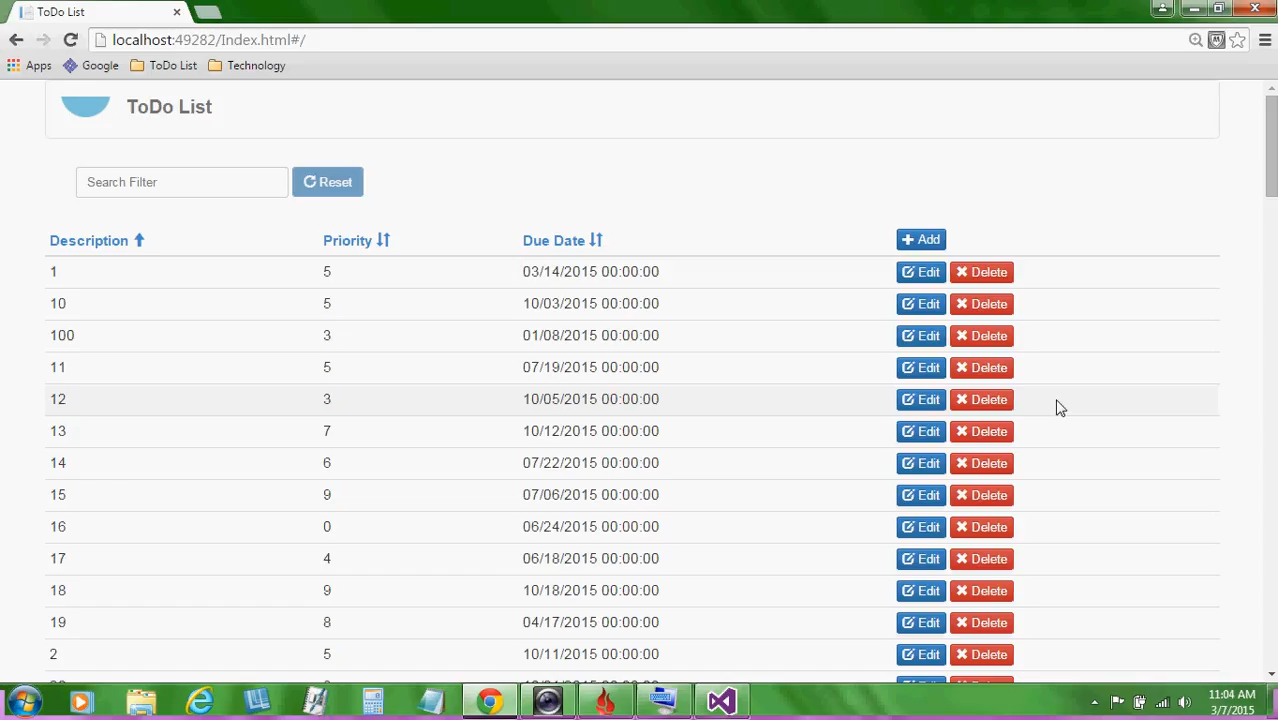 ToDo List
localhost:49282/Index.html#/
Apps Google ToDo List Technology
ToDo List
Search Filter Reset
Description Priority Due Date Add
1 5 03/14/2015 00:00:00 Edit Delete
10 5 10/03/2015 00:00:00 Edit Delete
100 3 01/08/2015 00:00:00 Edit Delete
11 5 07/19/2015 00:00:00 Edit Delete
12 3 10/05/2015 00:00:00 Edit Delete
13 7 10/12/2015 00:00:00 Edit Delete
14 6 07/22/2015 00:00:00 Edit Delete
15 9 07/06/2015 00:00:00 Edit Delete
16 0 06/24/2015 00:00:00 Edit Delete
17 4 06/18/2015 00:00:00 Edit Delete
18 9 10/18/2015 00:00:00 Edit Delete
19 8 04/17/2015 00:00:00 Edit Delete
2 5 10/11/2015 00:00:00 Edit Delete
11:04 AM
3/7/2015